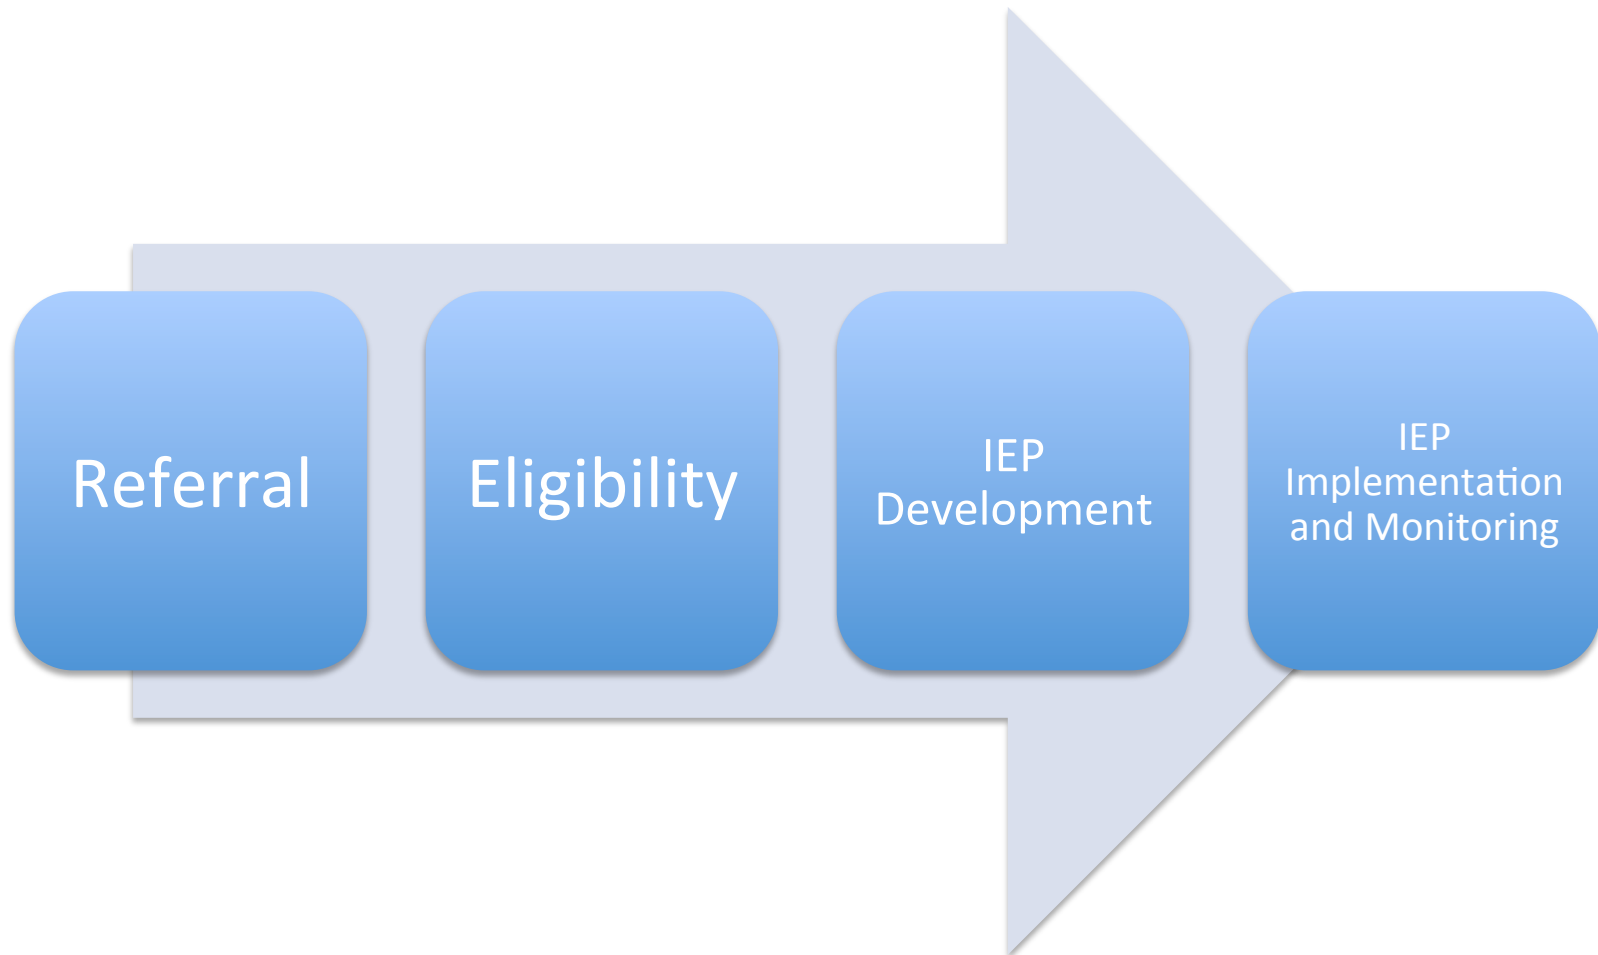 Referral
Eligibility
IEP
Development
IEP
Implementation
and Monitoring